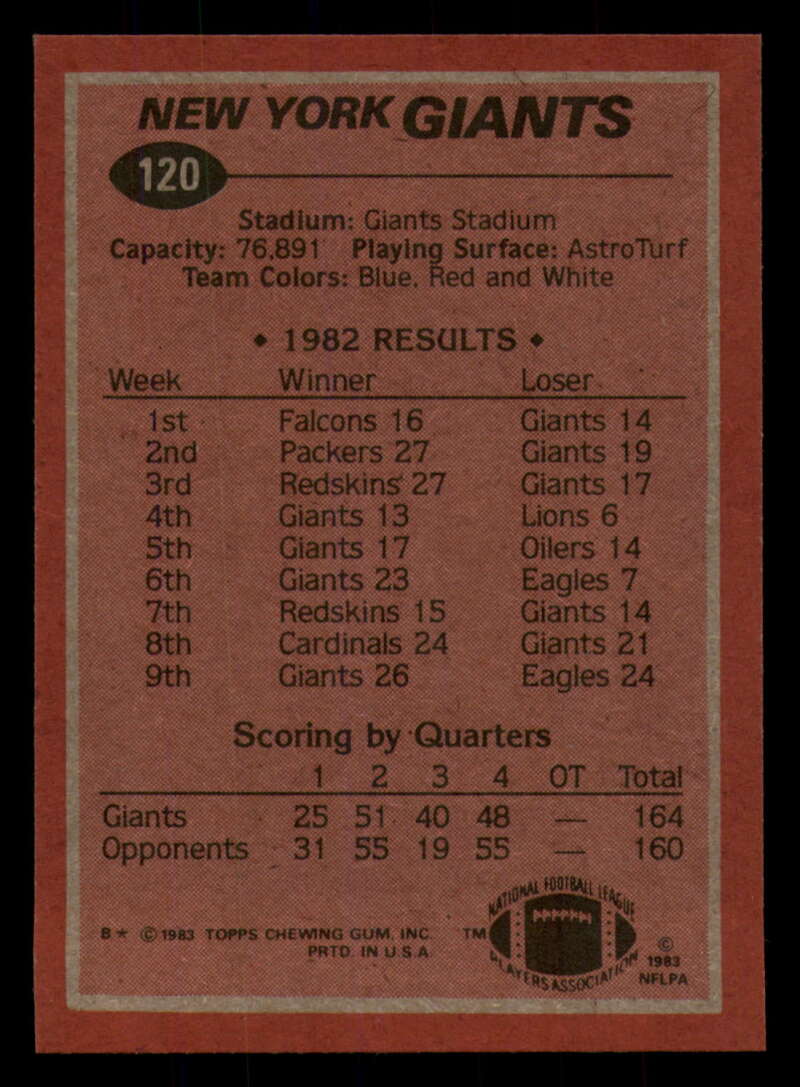 NEW YORK GIANTS
120
Stadium: Giants Stadium
Capacity: 76,891 Playing Surface: AstroTurf
Team Colors: Blue, Red and White
• 1982 RESULTS •
Week Winner Loser
1st Falcons 16 Giants 14
2nd Packers 27 Giants 19
3rd Redskins 27 Giants 17
4th Giants 13 Lions 6
5th Giants 17 Oilers 14
6th Giants 23 Eagles 7
7th Redskins 15 Giants 14
8th Cardinals 24 Giants 21
9th Giants 26 Eagles 24
Scoring by Quarters
1 2 3 4 OT Total
Giants 25 51 40 48 — 164
Opponents 31 55 19 55 — 160
B* © 1983 TOPPS CHEWING GUM, INC.
PRTD. IN U.S.A.
TM
NATIONAL FOOTBALL LEAGUE
PLAYERS ASSOCIATION
©
1983
NFLPA